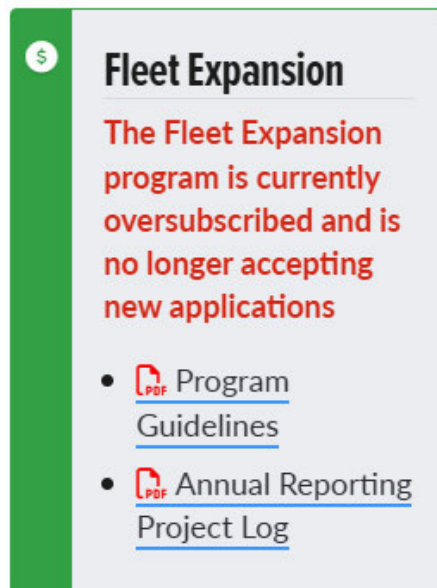 $
Fleet Expansion
The Fleet Expansion
program is currently
oversubscribed and is
no longer accepting
new applications
PDF Program
Guidelines
PDF Annual Reporting
Project Log